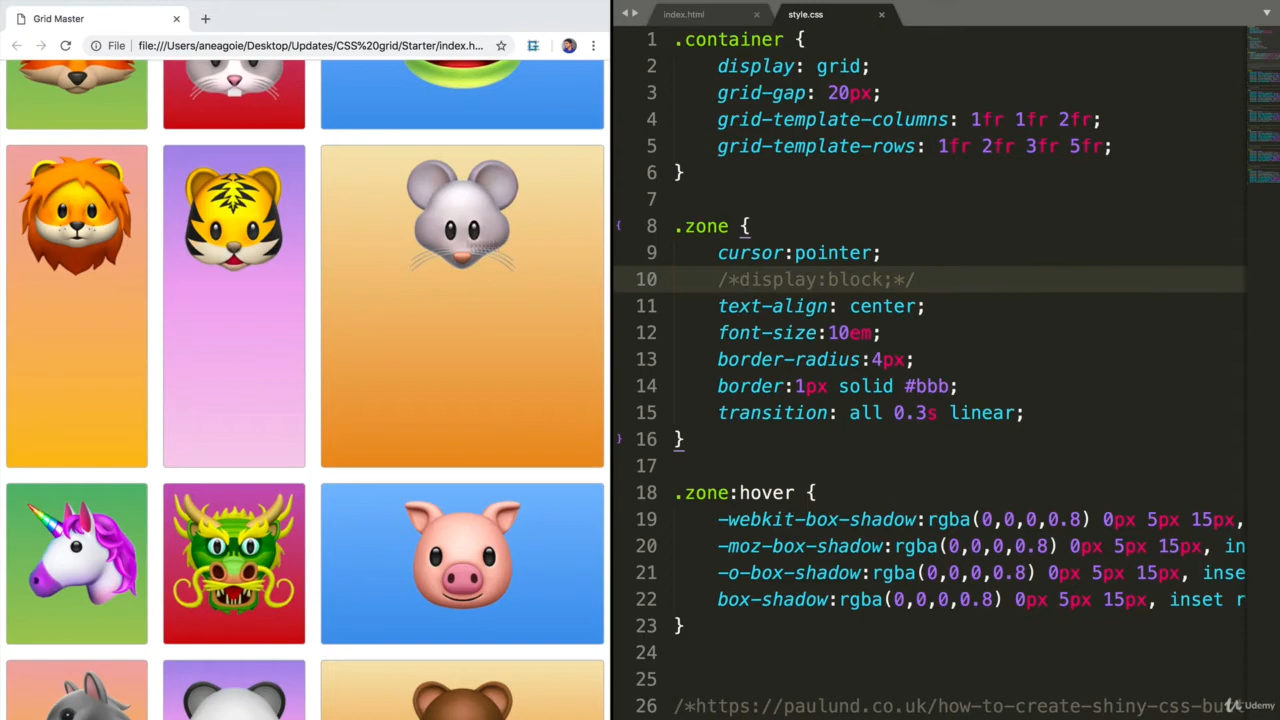 Grid Master
File
file:///Users/aneagoie/Desktop/Updates/CSS%20grid/Starter/index.h...
index.html
style.css
1 .container {
2 display: grid;
3 grid-gap: 20px;
4 grid-template-columns: 1fr 1fr 2fr;
5 grid-template-rows: 1fr 2fr 3fr 5fr;
6 }
7
8 .zone {
9 cursor:pointer;
10 /*display:block;*/
11 text-align: center;
12 font-size:10em;
13 border-radius:4px;
14 border:1px solid #bbb;
15 transition: all 0.3s linear;
16 }
17
18 .zone:hover {
19 -webkit-box-shadow:rgba(0,0,0,0.8) 0px 5px 15px,
20 -moz-box-shadow:rgba(0,0,0,0.8) 0px 5px 15px, in
21 -o-box-shadow:rgba(0,0,0,0.8) 0px 5px 15px, inse
22 box-shadow:rgba(0,0,0,0.8) 0px 5px 15px, inset r
23 }
24
25
26 /*https://paulund.co.uk/how-to-create-shiny-css-but
Udemy